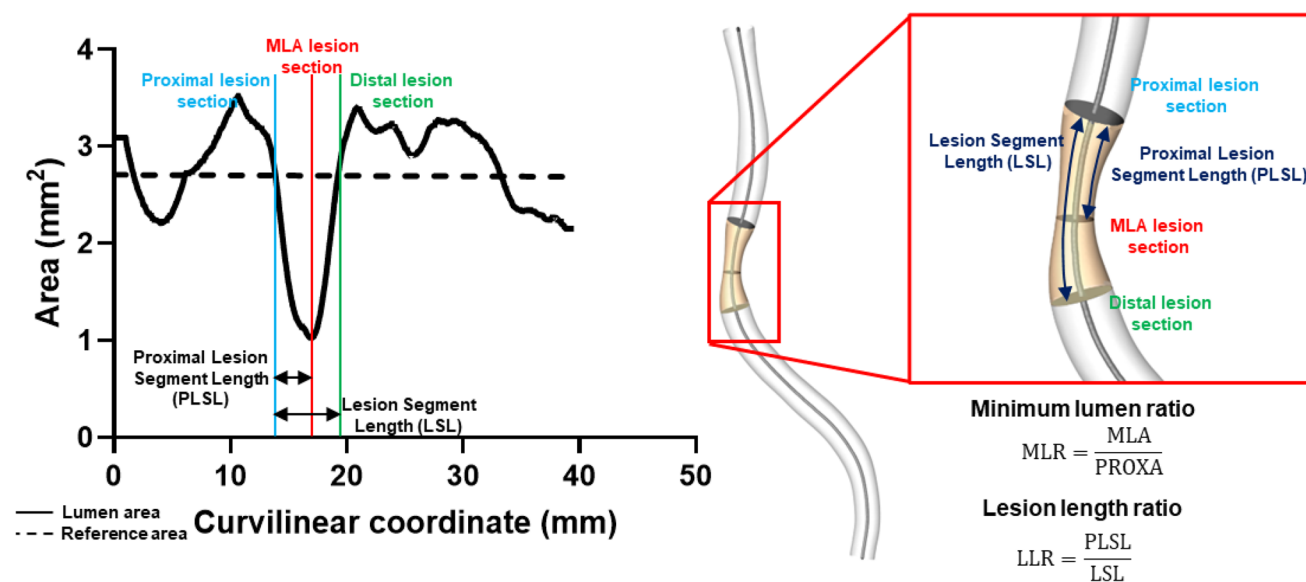 4
3
2
1
0
Area (mm²)
MLA lesion
section
Proximal lesion
section
Distal lesion
section
Proximal Lesion
Segment Length
(PLSL)
Lesion Segment
Length (LSL)
0 10 20 30 40 50
Curvilinear coordinate (mm)
Lumen area
Reference area
Proximal lesion
section
Lesion Segment
Length (LSL)
Proximal Lesion
Segment Length (PLSL)
MLA lesion
section
Distal lesion
section
Minimum lumen ratio
MLR = MLA / PROXA
Lesion length ratio
LLR = PLSL / LSL